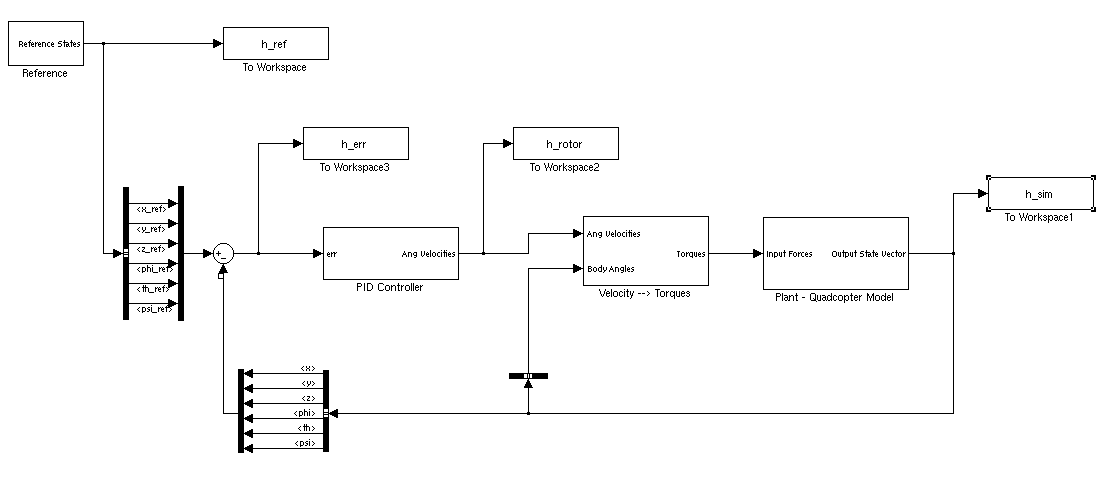 Reference States
Reference
h_ref
To Workspace
h_err
To Workspace3
h_rotor
To Workspace2
h_sim
To Workspace1
<x_ref>
<y_ref>
<z_ref>
<phi_ref>
<th_ref>
<psi_ref>
+_
err
Ang Velocities
PID Controller
Ang Velocities
Body Angles
Torques
Velocity --> Torques
Input Forces
Output State Vector
Plant - Quadcopter Model
<x>
<y>
<z>
<phi>
<th>
<psi>